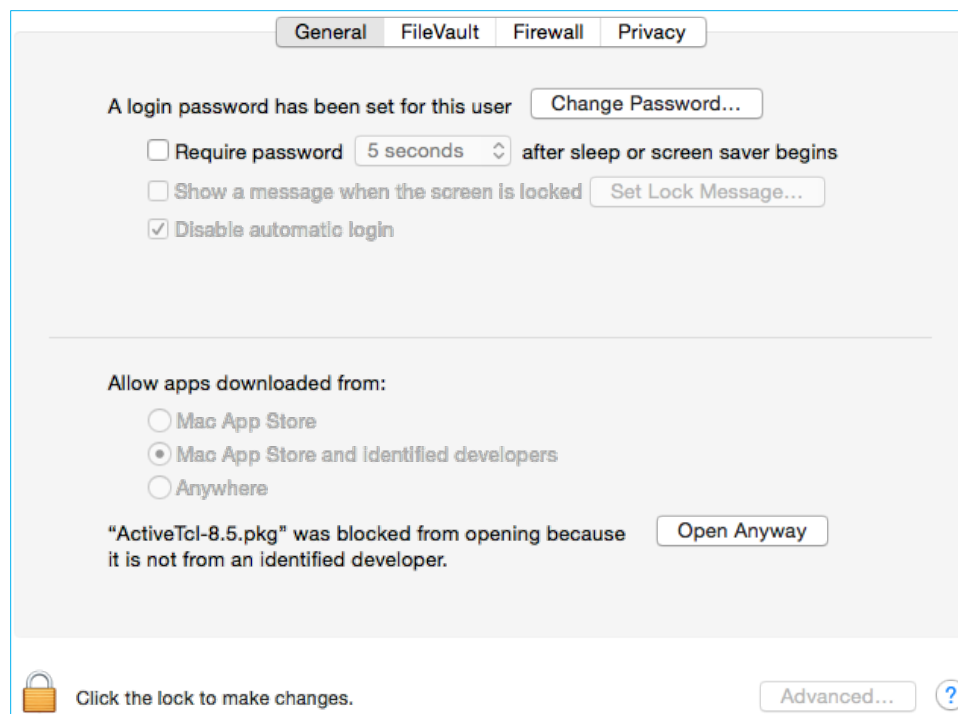 General FileVault Firewall Privacy
A login password has been set for this user Change Password...
Require password 5 seconds after sleep or screen saver begins
Show a message when the screen is locked Set Lock Message...
Disable automatic login
Allow apps downloaded from:
Mac App Store
Mac App Store and identified developers
Anywhere
“ActiveTcl-8.5.pkg” was blocked from opening because Open Anyway
it is not from an identified developer.
Click the lock to make changes. Advanced... ?